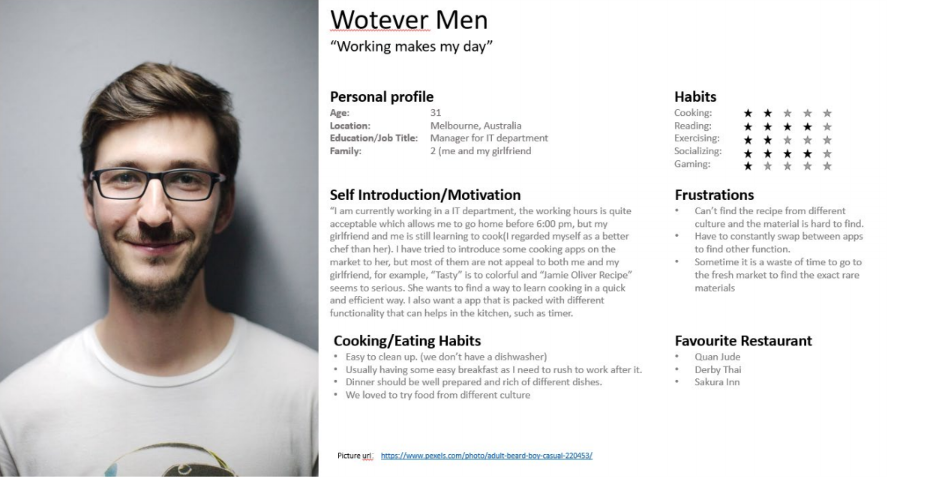 Wotever Men
“Working makes my day”
Personal profile
Age: 31
Location: Melbourne, Australia
Education/Job Title: Manager for IT department
Family: 2 (me and my girlfriend
Habits
Cooking: ★ ★ ★ ★ ★
Reading: ★ ★ ★ ★ ★
Exercising: ★ ★ ★ ★ ★
Socializing: ★ ★ ★ ★ ★
Gaming: ★ ★ ★ ★ ★
Self Introduction/Motivation
“I am currently working in a IT department, the working hours is quite
acceptable which allows me to go home before 6:00 pm, but my
girlfriend and me is still learning to cook(I regarded myself as a better
chef than her). I have tried to introduce some cooking apps on the
market to her, but most of them are not appeal to both me and my
girlfriend, for example, “Tasty” is to colorful and “Jamie Oliver Recipe”
seems to serious. She wants to find a way to learn cooking in a quick
and efficient way. I also want a app that is packed with different
functionality that can helps in the kitchen, such as timer.
Frustrations
• Can’t find the recipe from different
culture and the material is hard to find.
• Have to constantly swap between apps
to find other function.
• Sometime it is a waste of time to go to
the fresh market to find the exact rare
materials
Cooking/Eating Habits
• Easy to clean up. (we don’t have a dishwasher)
• Usually having some easy breakfast as I need to rush to work after it.
• Dinner should be well prepared and rich of different dishes.
• We loved to try food from different culture
Favourite Restaurant
• Quan Jude
• Derby Thai
• Sakura Inn
Picture url: https://www.pexels.com/photo/adult-beard-boy-casual-220453/